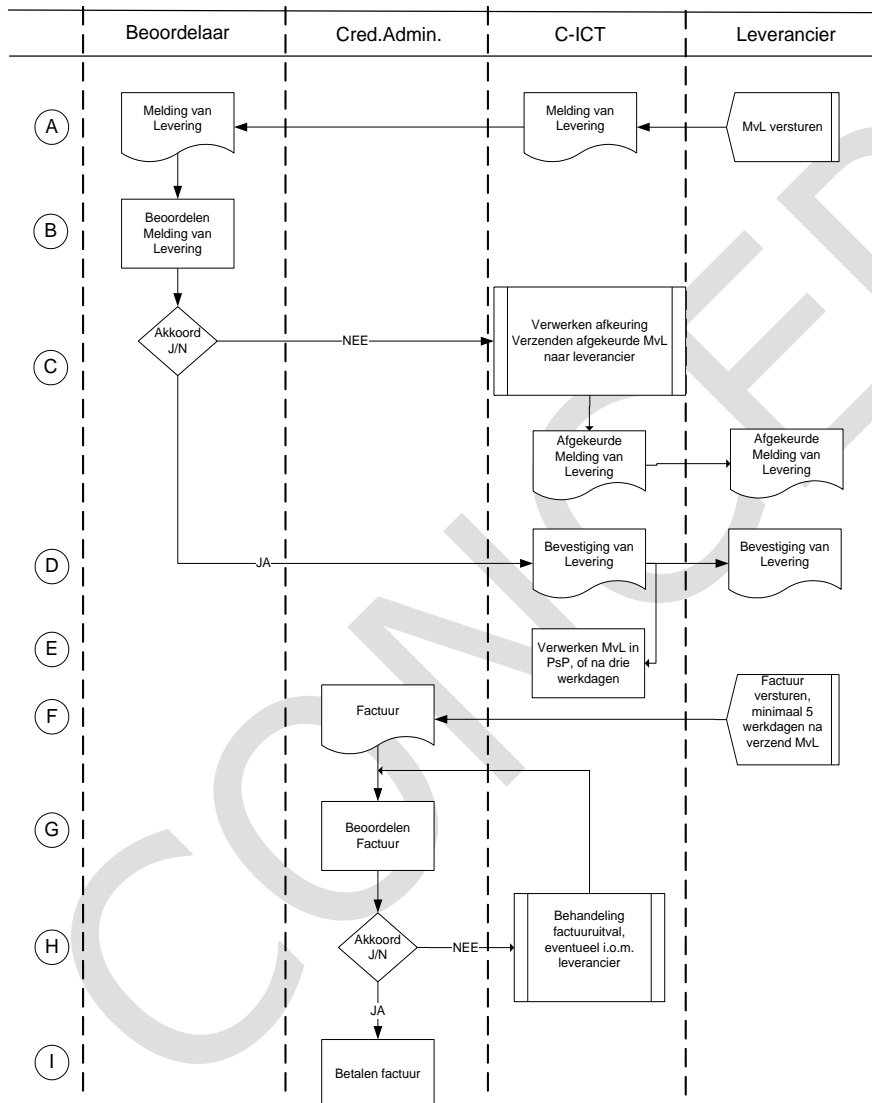 Beoordelaar
Cred.Admin.
C-ICT
Leverancier
A
Melding van
Levering
Melding van
Levering
MvL versturen
B
Beoordelen
Melding van
Levering
C
Akkoord
J/N
NEE
Verwerken afkeuring
Verzenden afgekeurde MvL
naar leverancier
Afgekeurde
Melding van
Levering
Afgekeurde
Melding van
Levering
D
JA
Bevestiging van
Levering
Bevestiging van
Levering
E
Verwerken MvL in
PsP, of na drie
werkdagen
F
Factuur
Factuur
versturen,
minimaal 5
werkdagen na
verzend MvL
G
Beoordelen
Factuur
H
Akkoord
J/N
NEE
Behandeling
factuuruitval,
eventueel i.o.m.
leverancier
JA
I
Betalen factuur
CONCE